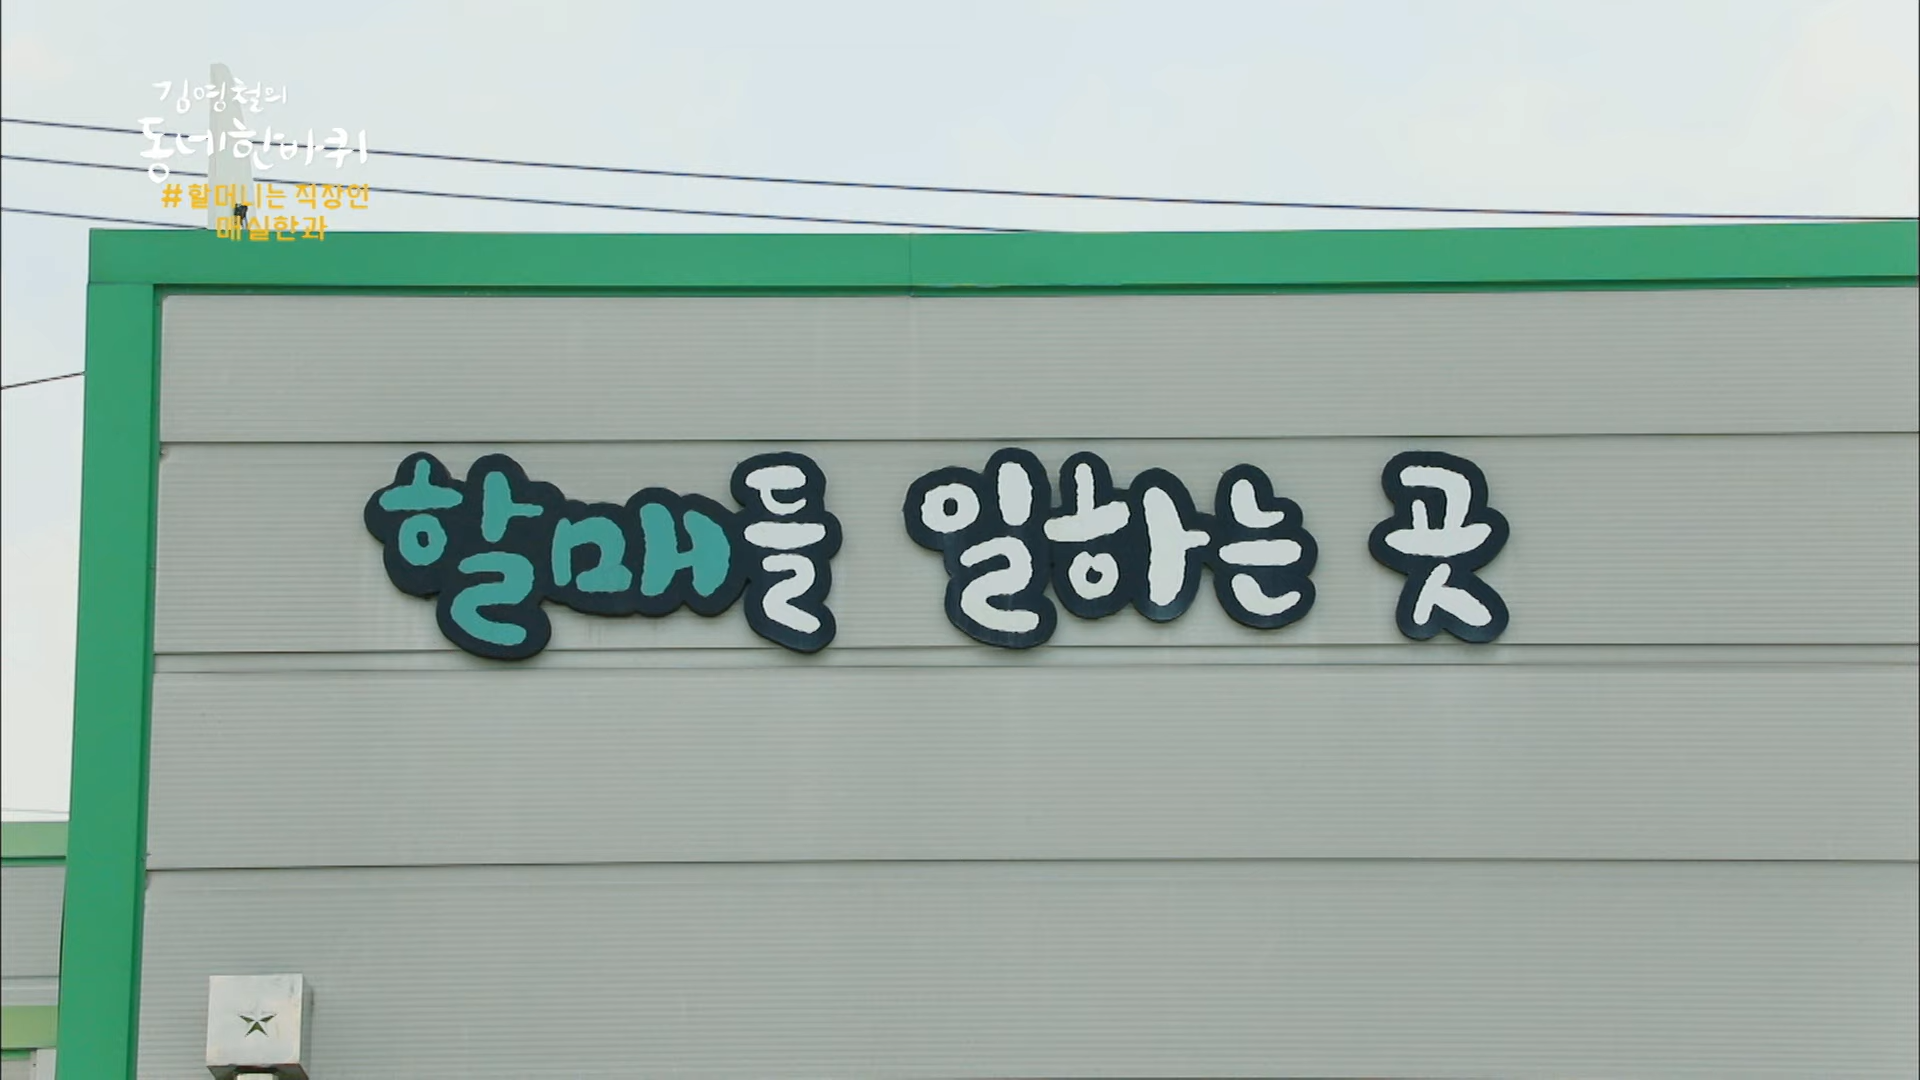 김영철의
동네한바퀴
#할머니는 직장인
매실한과
할매들 일하는 곳